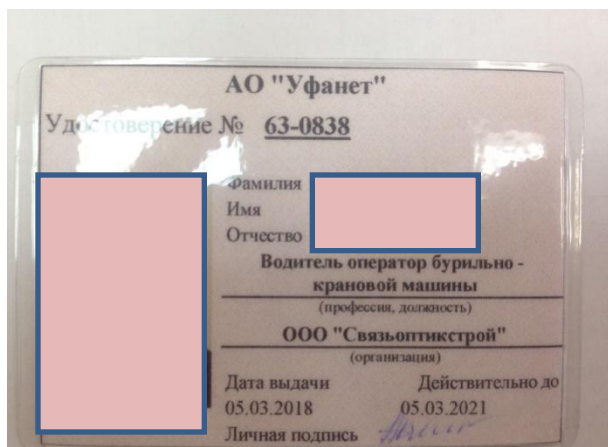 АО "Уфанет"
Удостоверение № 63-0838
Фамилия
Имя
Отчество
Водитель оператор бурильно -
крановой машины
(профессия, должность)
ООО "Связьоптикстрой"
(организация)
Дата выдачи Действительно до
05.03.2018 05.03.2021
Личная подпись